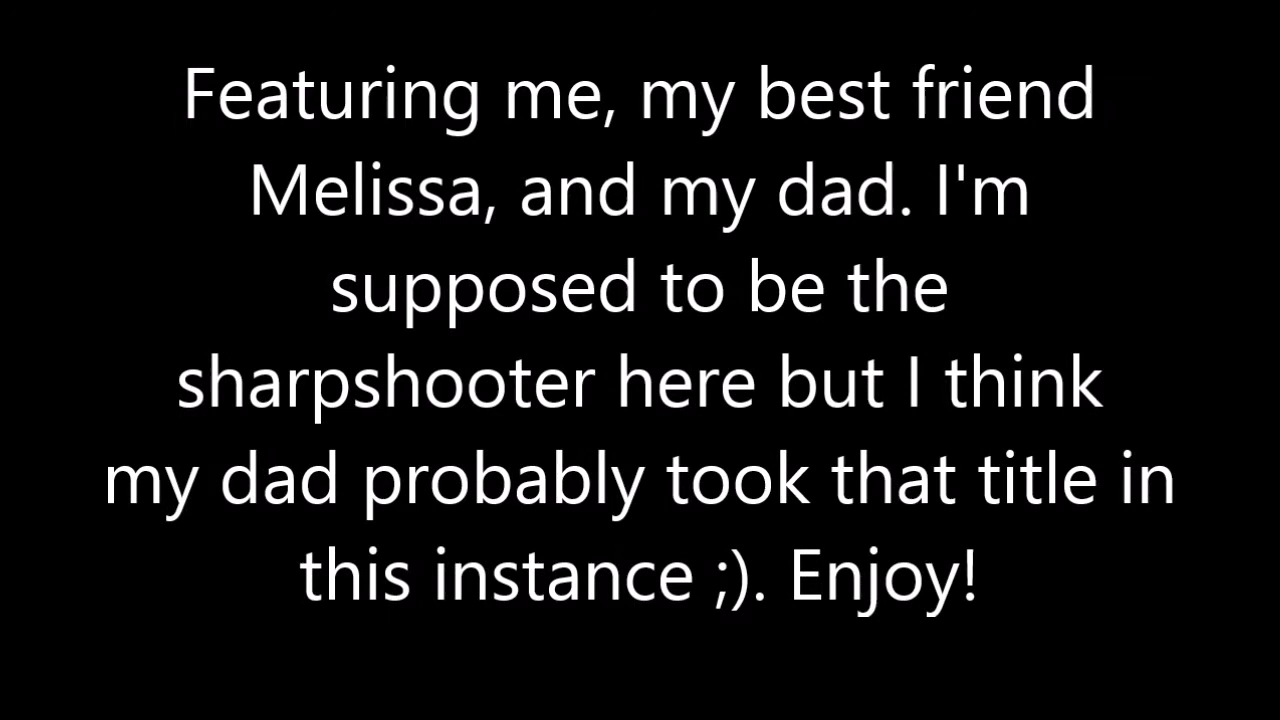 Featuring me, my best friend
Melissa, and my dad. I'm
supposed to be the
sharpshooter here but I think
my dad probably took that title in
this instance ;). Enjoy!